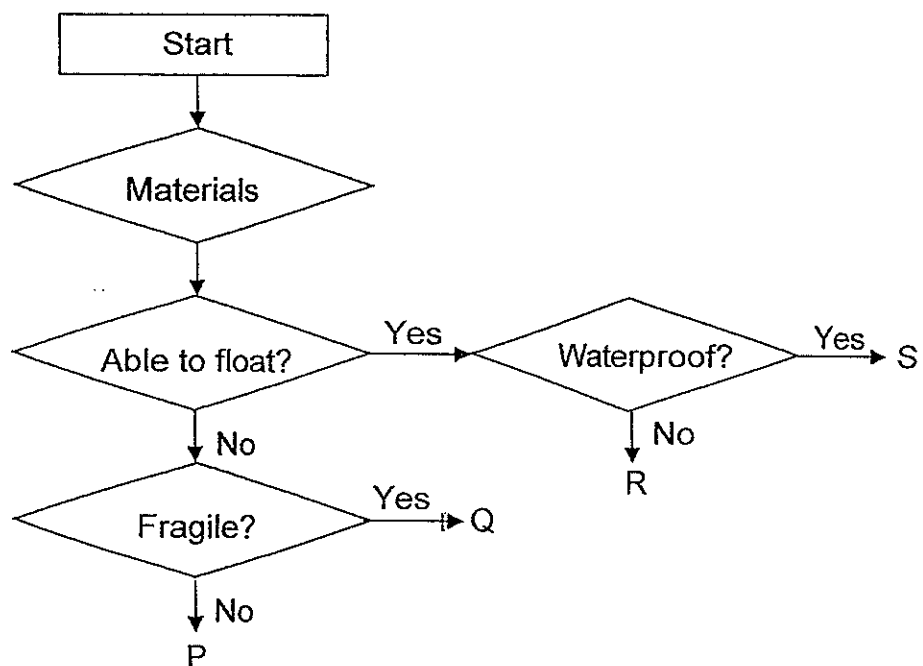 Start
Materials
Able to float?
Yes
Waterproof?
Yes
S
No
R
No
Fragile?
Yes
Q
No
P